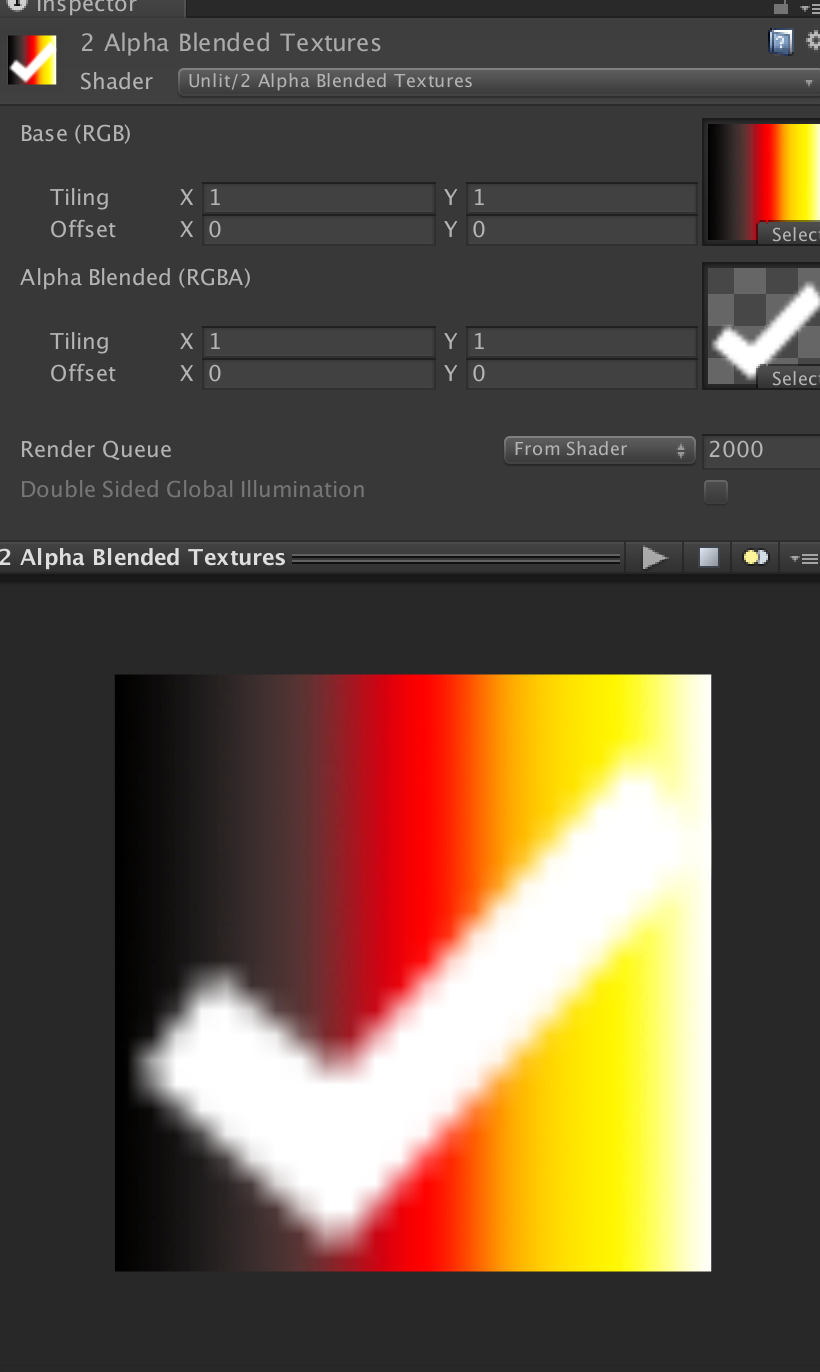 Inspector
2 Alpha Blended Textures
Shader Unlit/2 Alpha Blended Textures
Base (RGB)
Tiling X 1 Y 1
Offset X 0 Y 0
Select
Alpha Blended (RGBA)
Tiling X 1 Y 1
Offset X 0 Y 0
Select
Render Queue From Shader 2000
Double Sided Global Illumination
2 Alpha Blended Textures